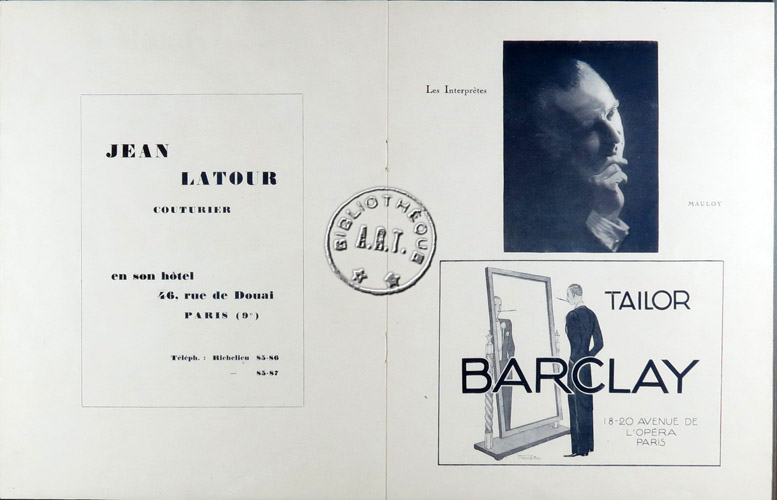 JEAN
LATOUR
COUTURIER
en son hôtel
46, rue de Douai
PARIS (9ᵉ)
Téléph. : Richelieu 85-86
— 85-87
BIBLIOTHÈQUE
A.R.T.
Les Interprètes
MAULOY
TAILOR
BARCLAY
18-20 AVENUE DE
L'OPÉRA
PARIS